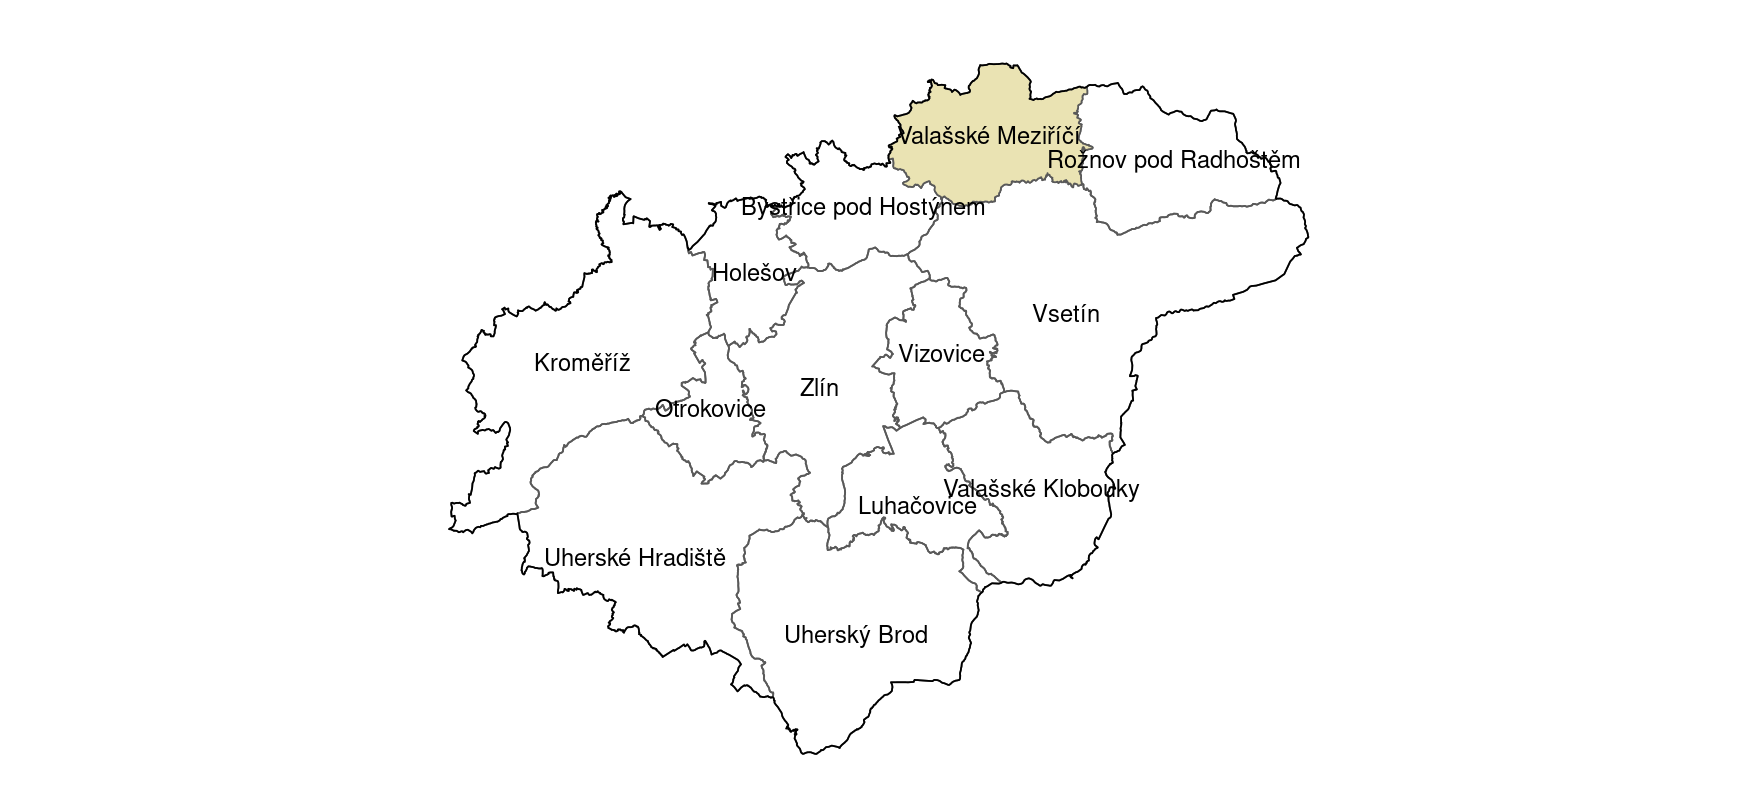 Valašské Meziříčí
Rožnov pod Radhoštěm
Bystřice pod Hostýnem
Holešov
Vsetín
Vizovice
Kroměříž
Zlín
Otrokovice
Valašské Klobouky
Luhačovice
Uherské Hradiště
Uherský Brod